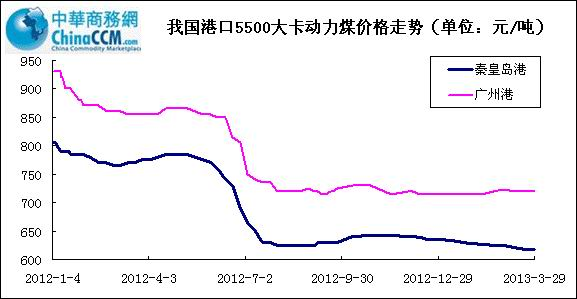 中華商務網
ChinaCCM.com
China Commodity Marketplace
我国港口5500大卡动力煤价格走势（单位：元/吨）
秦皇岛港
广州港
950
900
850
800
750
700
650
600
2012-1-4 2012-4-3 2012-7-2 2012-9-30 2012-12-29 2013-3-29